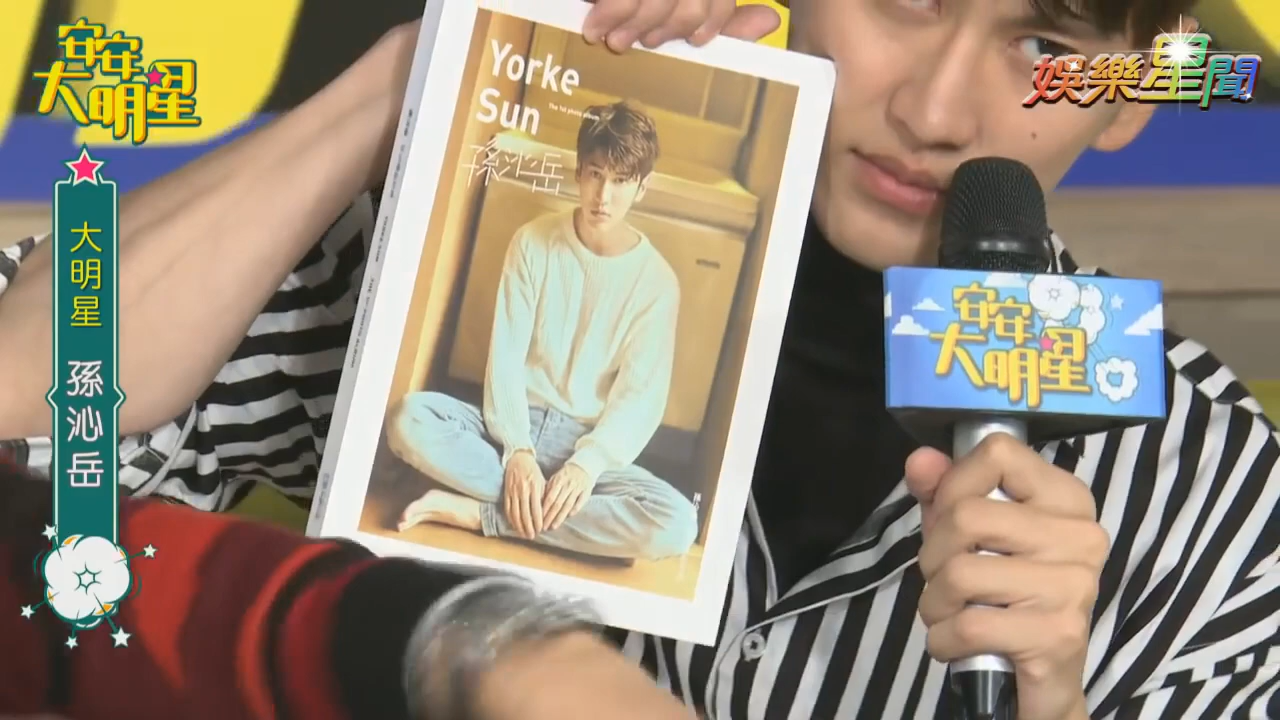 安安
大明星
娛樂星聞
大明星 孫沁岳
Yorke
Sun
The 1st photo album
孫沁岳
安安
大明星